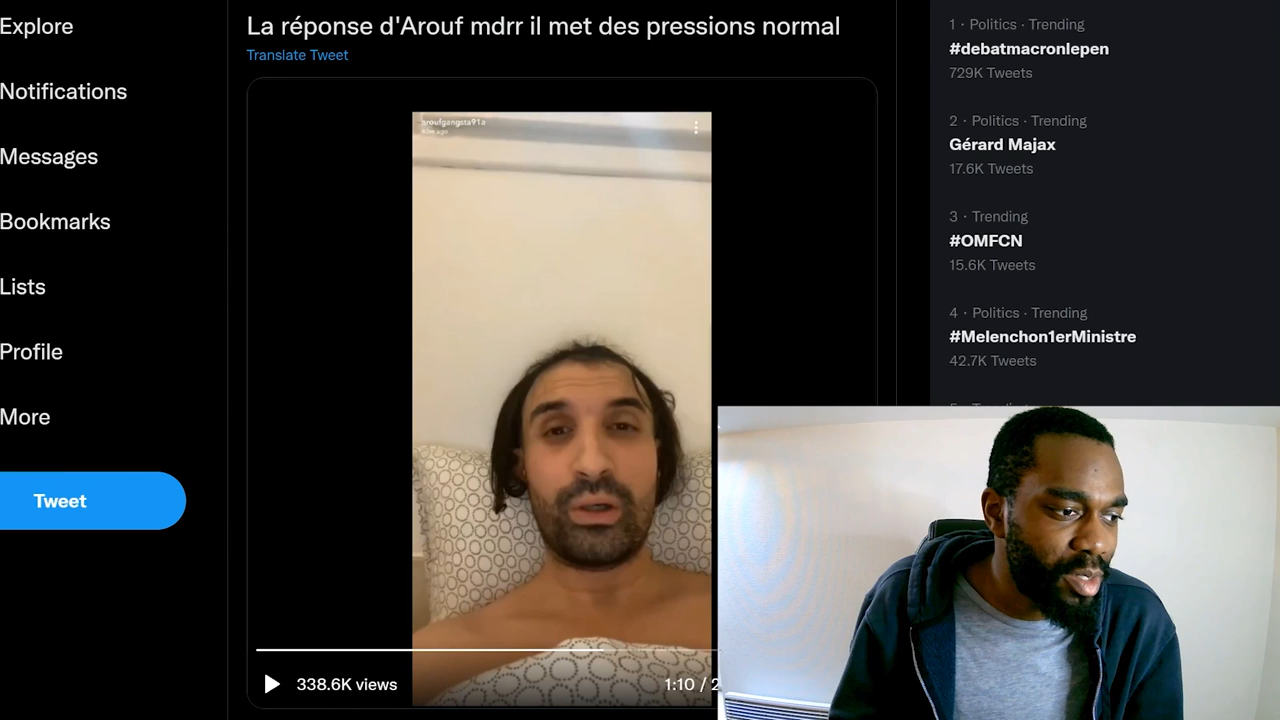 Explore
Notifications
Messages
Bookmarks
Lists
Profile
More
Tweet
La réponse d'Arouf mdrr il met des pressions normal
Translate Tweet
aroufgangsta91a
338.6K views
1:10 / 2
1 · Politics · Trending
#debatmacronlepen
729K Tweets
2 · Politics · Trending
Gérard Majax
17.6K Tweets
3 · Trending
#OMFCN
15.6K Tweets
4 · Politics · Trending
#Melenchon1erMinistre
42.7K Tweets